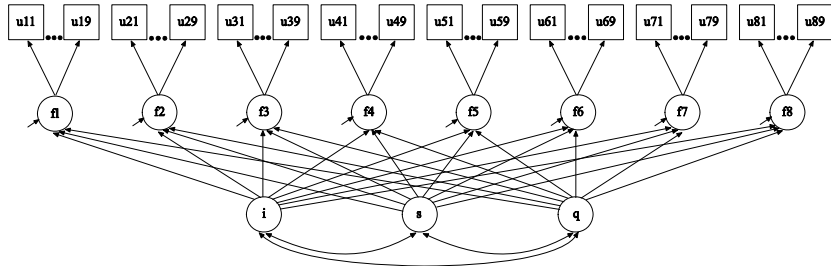 u11 ... u19 u21 ... u29 u31 ... u39 u41 ... u49 u51 ... u59 u61 ... u69 u71 ... u79 u81 ... u89
f1 f2 f3 f4 f5 f6 f7 f8
i s q